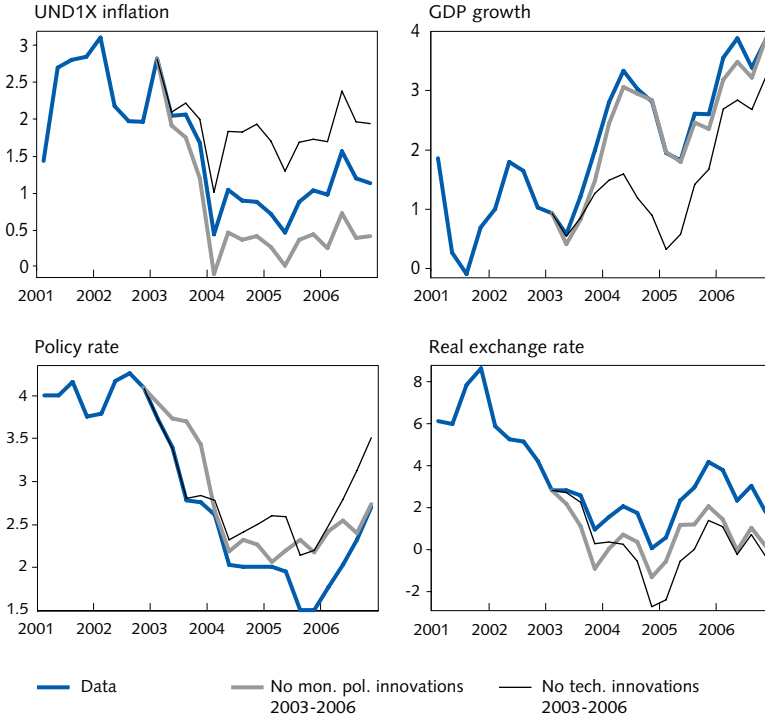 UND1X inflation
GDP growth
3
2.5
2
1.5
1
0.5
0
2001 2002 2003 2004 2005 2006
4
3
2
1
0
2001 2002 2003 2004 2005 2006
Policy rate
Real exchange rate
4
3.5
3
2.5
2
1.5
2001 2002 2003 2004 2005 2006
8
6
4
2
0
-2
2001 2002 2003 2004 2005 2006
Data
No mon. pol. innovations
2003-2006
No tech. innovations
2003-2006